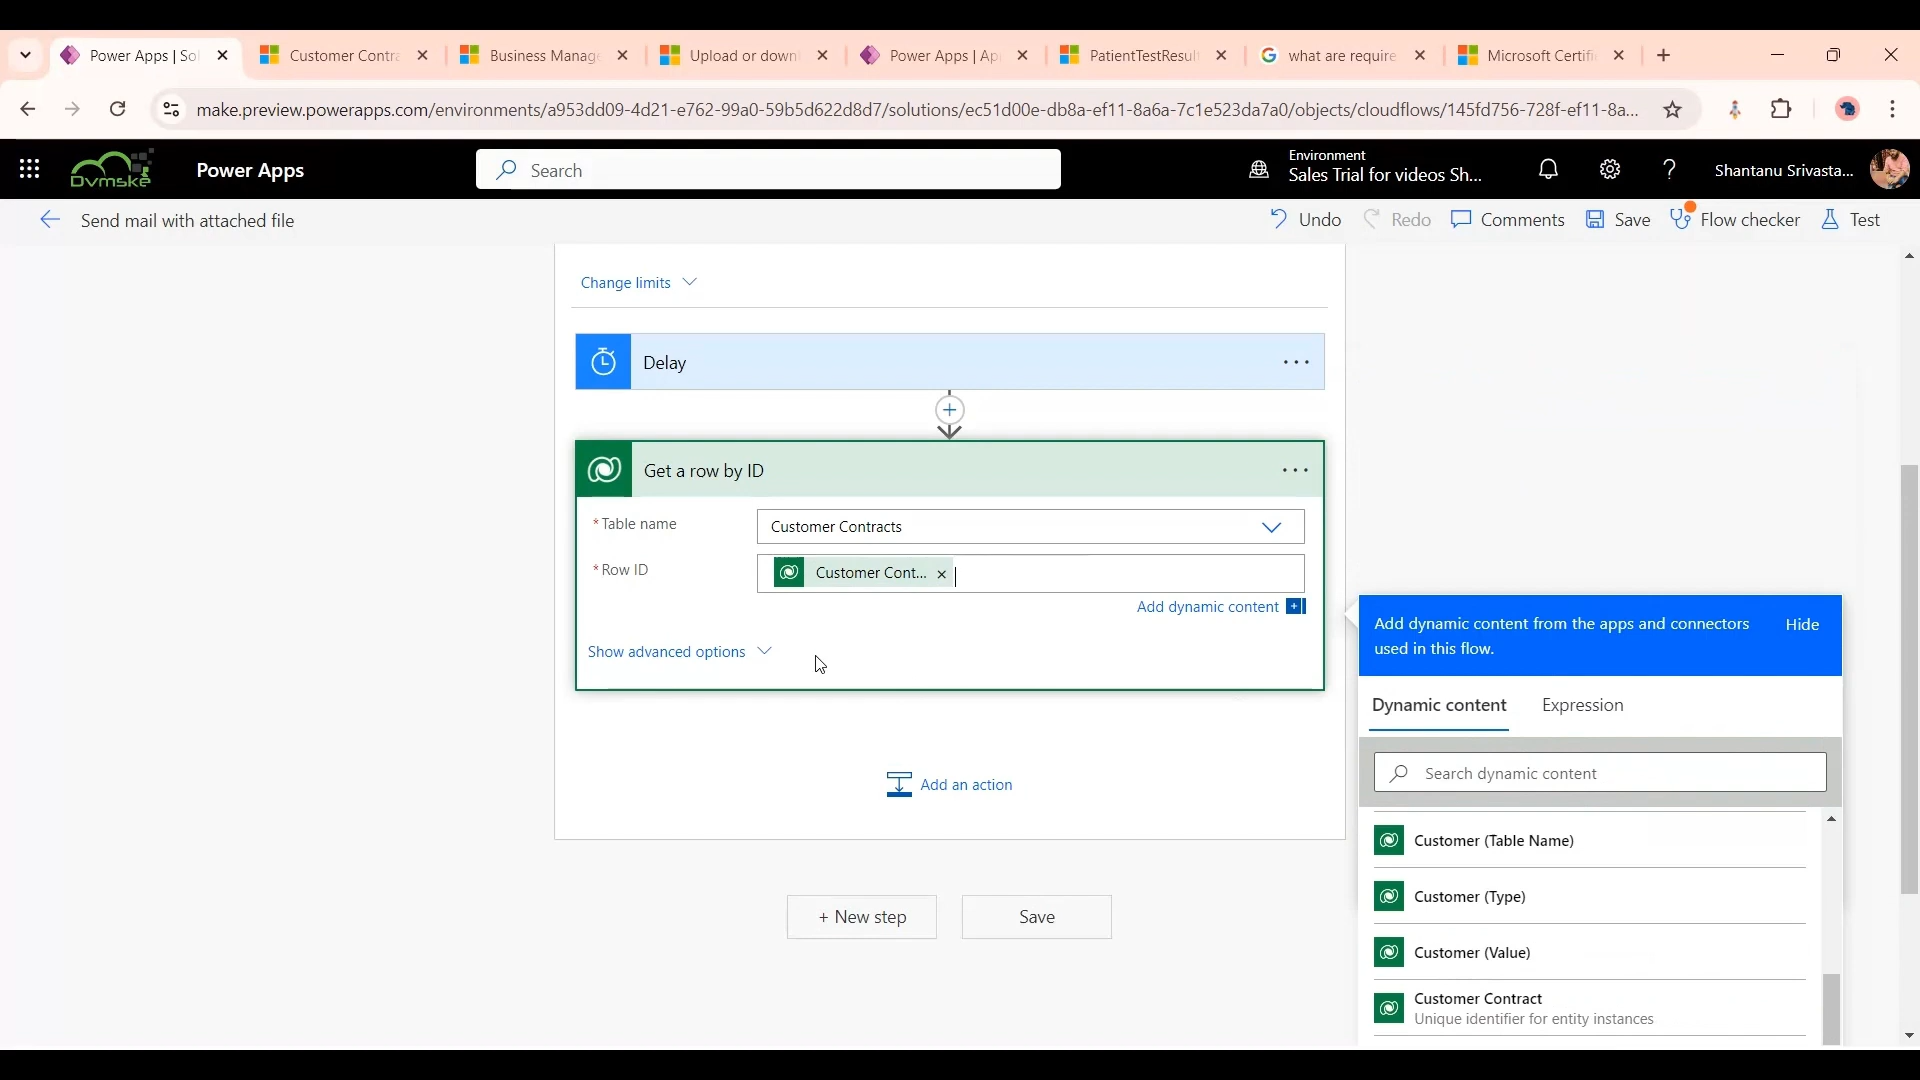 Power Apps | Sol
Customer Contra
Business Manage
Upload or downl
Power Apps | Ap
PatientTestResult
what are require
Microsoft Certifi
make.preview.powerapps.com/environments/a953dd09-4d21-e762-99a0-59b5d622d8d7/solutions/ec51d00e-db8a-ef11-8a6a-7c1e523da7a0/objects/cloudflows/145fd756-728f-ef11-8a...
Dvmske
Power Apps
Search
Environment
Sales Trial for videos Sh...
Shantanu Srivasta...
Send mail with attached file
Undo
Redo
Comments
Save
Flow checker
Test
Change limits
Delay
Get a row by ID
* Table name
Customer Contracts
* Row ID
Customer Cont...
Add dynamic content
Show advanced options
Add dynamic content from the apps and connectors
used in this flow.
Hide
Dynamic content
Expression
Search dynamic content
Add an action
Customer (Table Name)
Customer (Type)
+ New step
Save
Customer (Value)
Customer Contract
Unique identifier for entity instances